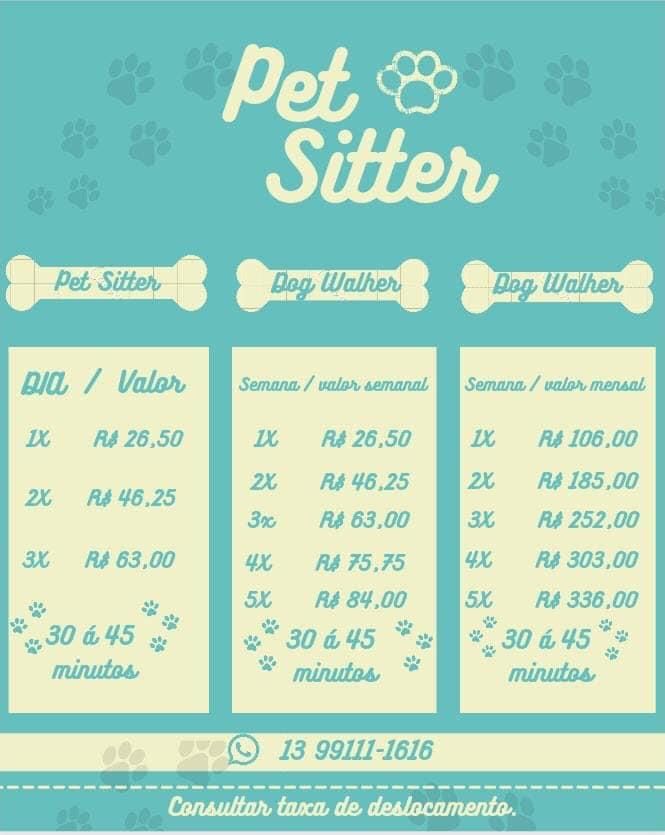 Pet
Sitter
Pet Sitter
Dog Walher
Dog Walher
DIA / Valor
1X R$ 26,50
2X R$ 46,25
3X R$ 63,00
30 á 45
minutos
Semana / valor semanal
1X R$ 26,50
2X R$ 46,25
3x R$ 63,00
4X R$ 75,75
5X R$ 84,00
30 á 45
minutos
Semana / valor mensal
1X R$ 106,00
2X R$ 185,00
3X R$ 252,00
4X R$ 303,00
5X R$ 336,00
30 á 45
minutos
13 99111-1616
Consultar taxa de deslocamento.